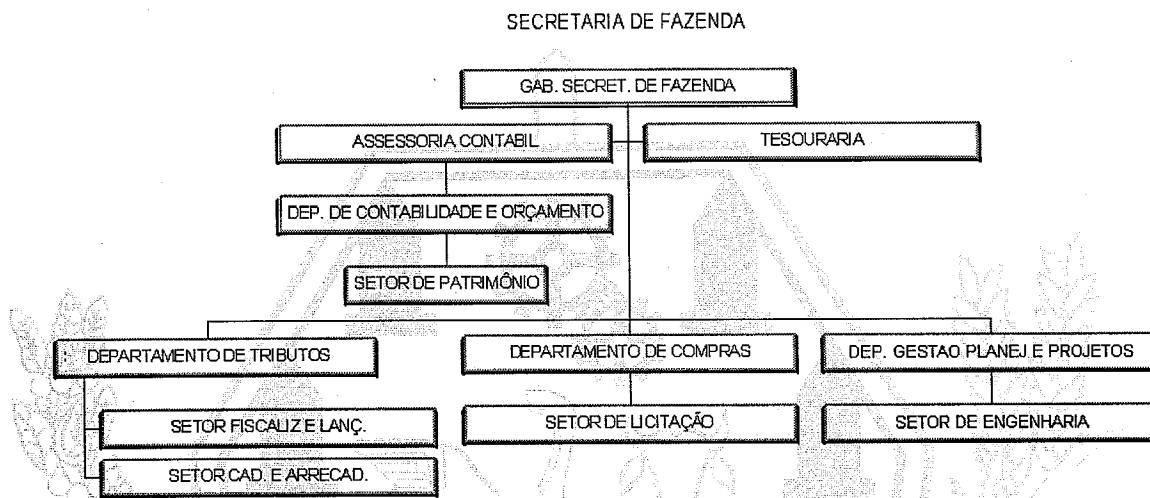 SECRETARIA DE FAZENDA
GAB. SECRET. DE FAZENDA
ASSESSORIA CONTABIL
TESOURARIA
DEP. DE CONTABILIDADE E ORÇAMENTO
SETOR DE PATRIMÔNIO
DEPARTAMENTO DE TRIBUTOS
DEPARTAMENTO DE COMPRAS
DEP. GESTAO PLANEJ E PROJETOS
SETOR FISCALIZ E LANÇ.
SETOR DE LICITAÇÃO
SETOR DE ENGENHARIA
SETOR CAD. E ARRECAD.